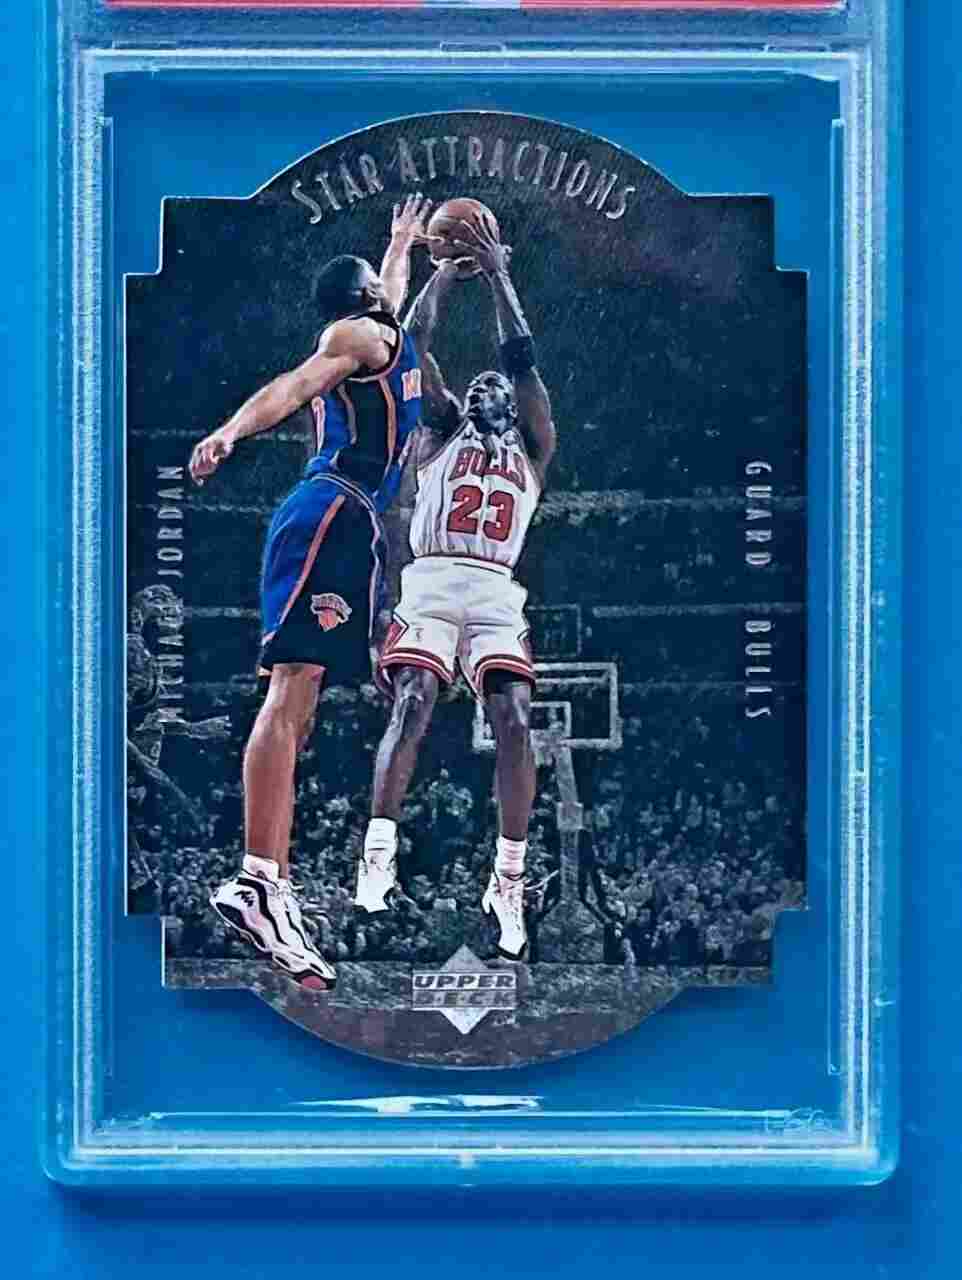 STAR ATTRACTIONS
MICHAEL JORDAN
GUARD BULLS
BULLS
23
UPPER
DECK